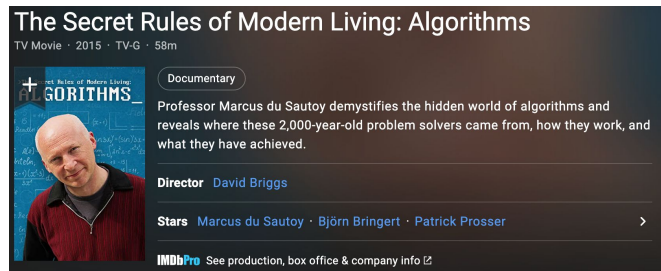 The Secret Rules of Modern Living: Algorithms
TV Movie · 2015 · TV-G · 58m
+
ret Rules of Modern Living:
ALGORITHMS_
Documentary
Professor Marcus du Sautoy demystifies the hidden world of algorithms and
reveals where these 2,000-year-old problem solvers came from, how they work, and
what they have achieved.
Director David Briggs
Stars Marcus du Sautoy · Björn Bringert · Patrick Prosser
IMDbPro See production, box office & company info